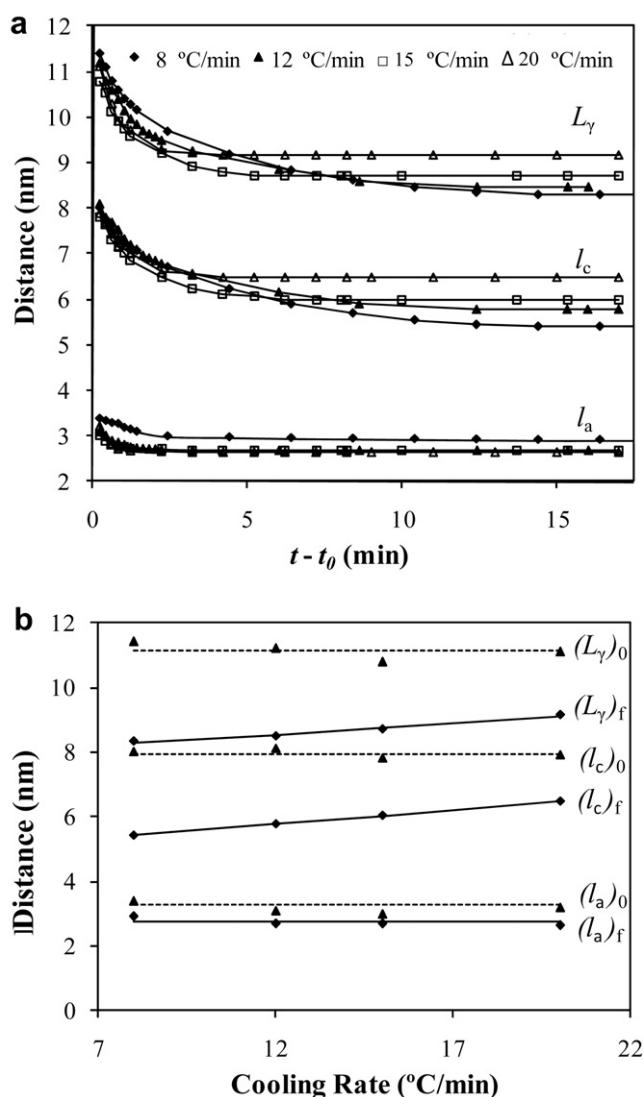 a
12
8 ºC/min 12 ºC/min 15 ºC/min 20 ºC/min
11
10
9
8
7
6
5
4
3
2
Lγ
lc
la
Distance (nm)
0 5 10 15
t - t0 (min)
b
12
10
8
6
4
2
0
(Lγ)0
(Lγ)f
(lc)0
(lc)f
(la)0
(la)f
Distance (nm)
7 12 17 22
Cooling Rate (ºC/min)